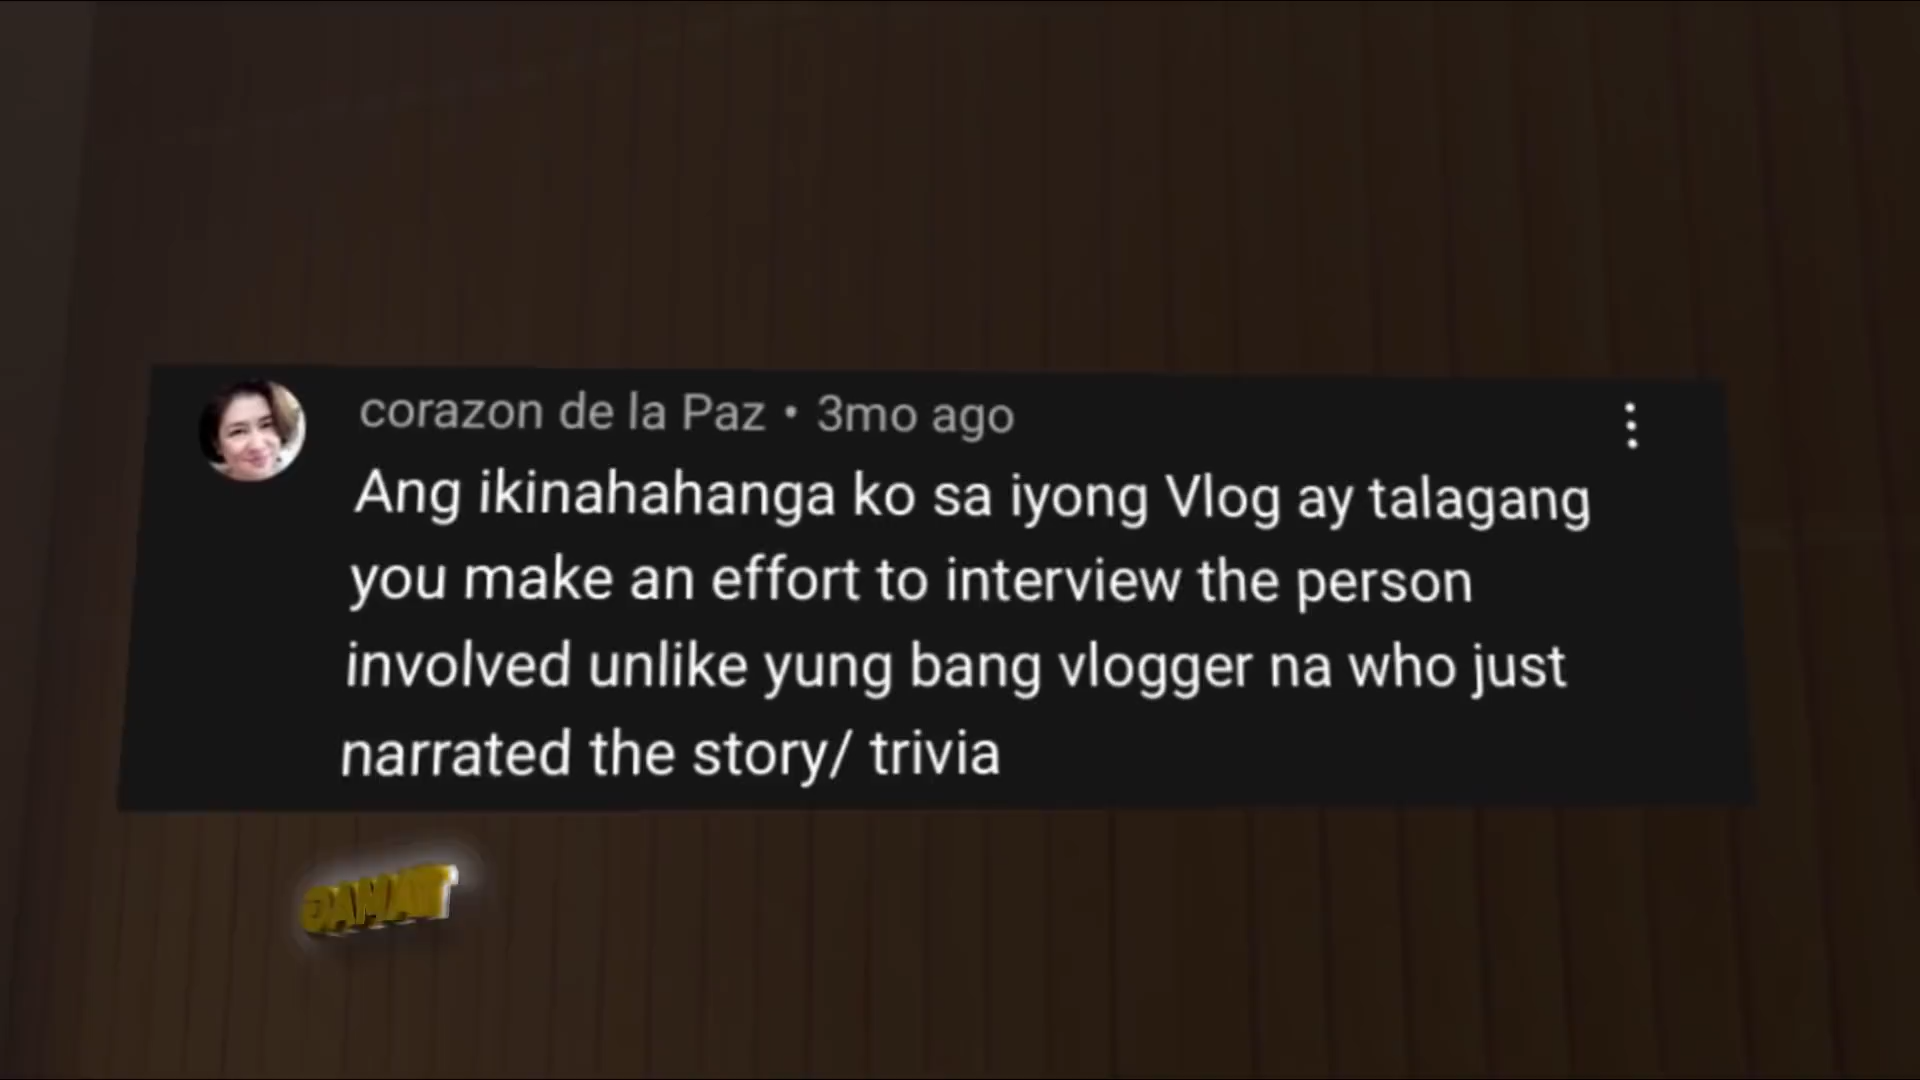 corazon de la Paz • 3mo ago
Ang ikinahahanga ko sa iyong Vlog ay talagang
you make an effort to interview the person
involved unlike yung bang vlogger na who just
narrated the story/ trivia